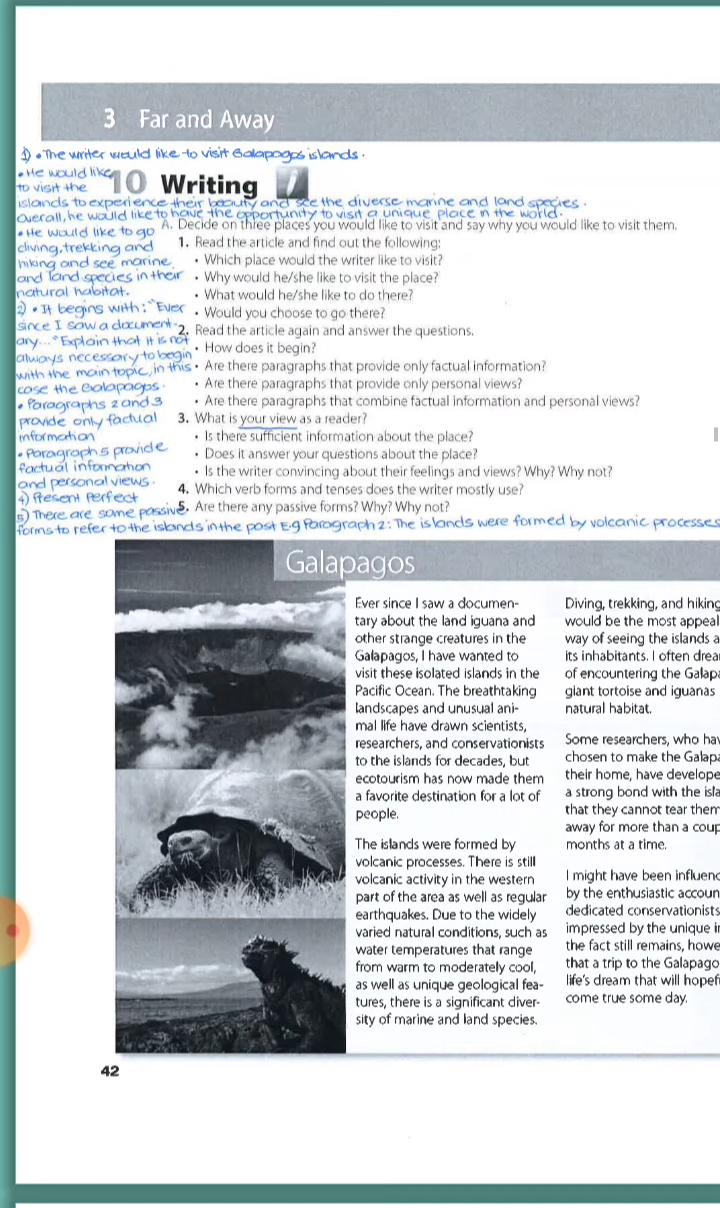 3 Far and Away
1) • The writer would like to visit Galapagos islands.
• He would like
to visit the
islands to experience their beauty and see the diverse marine and land species.
Overall, he would like to have the opportunity to visit a unique place in the world.
• He would like to go
diving, trekking and
hiking and see marine
and land species in their
natural habitat.
2) • It begins with: "Ever
since I saw a document-
ary..." Explain that it is not
always necessary to begin
with the main topic, in this
case the Galapagos.
• Paragraphs 2 and 3
provide only factual
information
• Paragraph 5 provide
factual information
and personal views.
4) Present Perfect
5) There are some passive
forms to refer to the islands in the past E.g Paragraph 2: The islands were formed by volcanic processes
10 Writing
A. Decide on three places you would like to visit and say why you would like to visit them.
1. Read the article and find out the following:
• Which place would the writer like to visit?
• Why would he/she like to visit the place?
• What would he/she like to do there?
• Would you choose to go there?
2. Read the article again and answer the questions.
• How does it begin?
• Are there paragraphs that provide only factual information?
• Are there paragraphs that provide only personal views?
• Are there paragraphs that combine factual information and personal views?
3. What is your view as a reader?
• Is there sufficient information about the place?
• Does it answer your questions about the place?
• Is the writer convincing about their feelings and views? Why? Why not?
4. Which verb forms and tenses does the writer mostly use?
5. Are there any passive forms? Why? Why not?
Galapagos
Ever since I saw a documen-
tary about the land iguana and
other strange creatures in the
Galapagos, I have wanted to
visit these isolated islands in the
Pacific Ocean. The breathtaking
landscapes and unusual ani-
mal life have drawn scientists,
researchers, and conservationists
to the islands for decades, but
ecotourism has now made them
a favorite destination for a lot of
people.
The islands were formed by
volcanic processes. There is still
volcanic activity in the western
part of the area as well as regular
earthquakes. Due to the widely
varied natural conditions, such as
water temperatures that range
from warm to moderately cool,
as well as unique geological fea-
tures, there is a significant diver-
sity of marine and land species.
Diving, trekking, and hiking
would be the most appeal
way of seeing the islands a
its inhabitants. I often drea
of encountering the Galapa
giant tortoise and iguanas
natural habitat.
Some researchers, who hav
chosen to make the Galapa
their home, have develope
a strong bond with the isla
that they cannot tear them
away for more than a coup
months at a time.
I might have been influenc
by the enthusiastic accoun
dedicated conservationists
impressed by the unique in
the fact still remains, howe
that a trip to the Galapago
life's dream that will hopefu
come true some day.
42